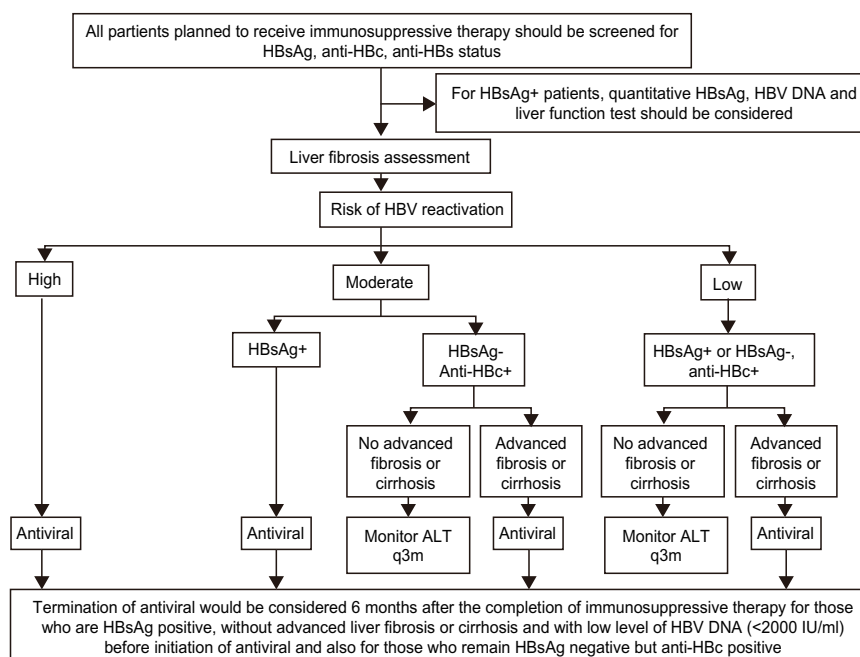 All partients planned to receive immunosuppressive therapy should be screened for
HBsAg, anti-HBc, anti-HBs status
For HBsAg+ patients, quantitative HBsAg, HBV DNA and
liver function test should be considered
Liver fibrosis assessment
Risk of HBV reactivation
High
Moderate
Low
HBsAg+
HBsAg-
Anti-HBc+
HBsAg+ or HBsAg-,
anti-HBc+
No advanced
fibrosis or
cirrhosis
Advanced
fibrosis or
cirrhosis
No advanced
fibrosis or
cirrhosis
Advanced
fibrosis or
cirrhosis
Antiviral
Antiviral
Monitor ALT
q3m
Antiviral
Monitor ALT
q3m
Antiviral
Termination of antiviral would be considered 6 months after the completion of immunosuppressive therapy for those
who are HBsAg positive, without advanced liver fibrosis or cirrhosis and with low level of HBV DNA (<2000 IU/ml)
before initiation of antiviral and also for those who remain HBsAg negative but anti-HBc positive